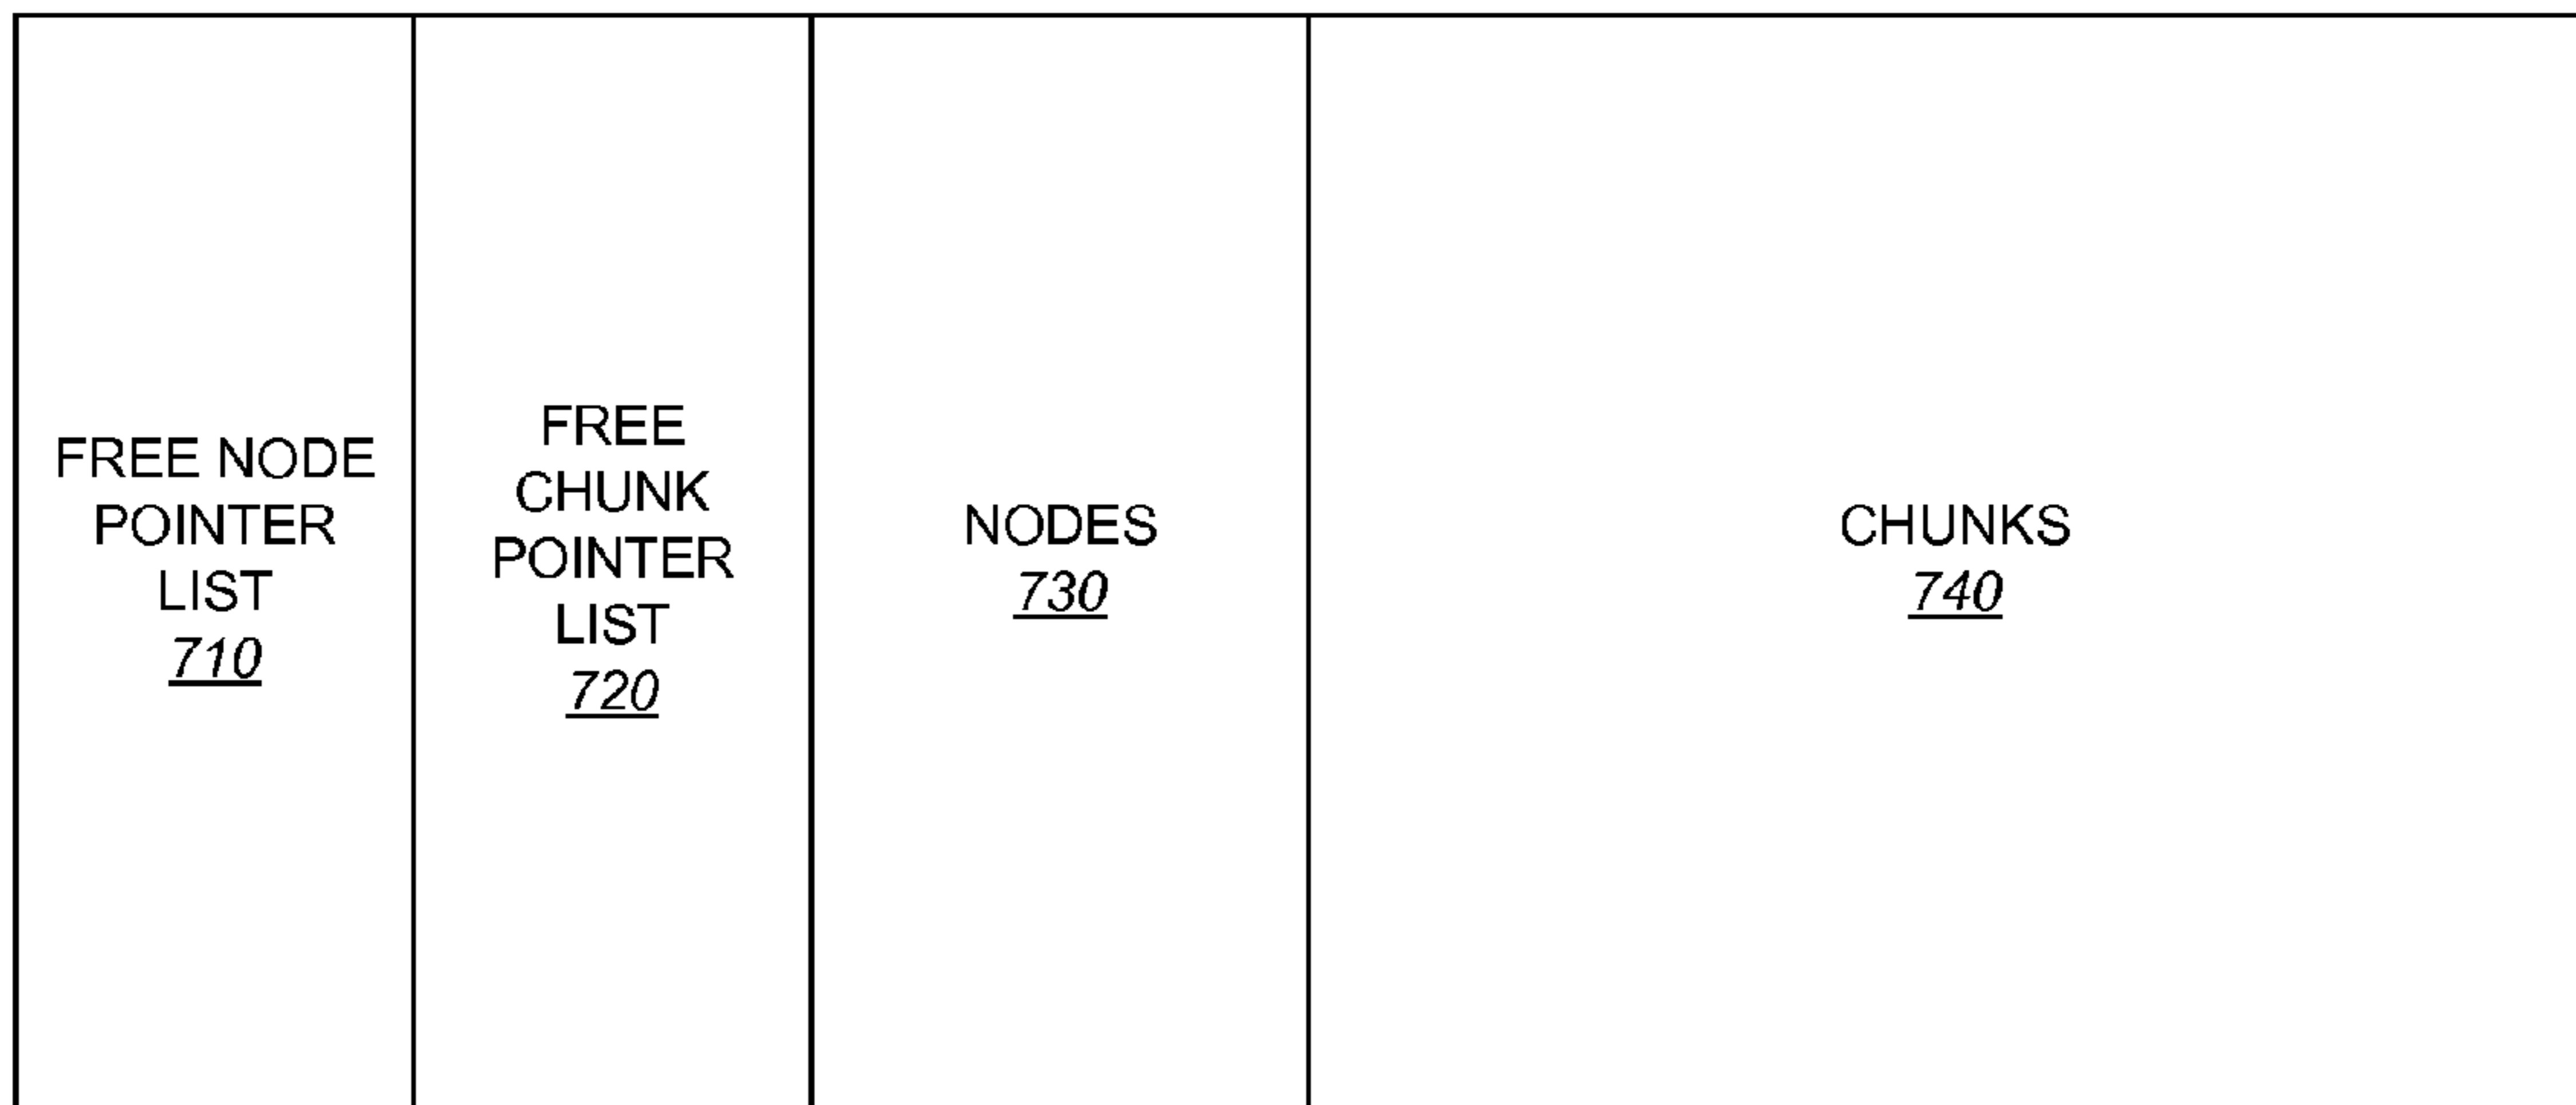 FREE NODE
POINTER
LIST
710
FREE
CHUNK
POINTER
LIST
720
NODES
730
CHUNKS
740